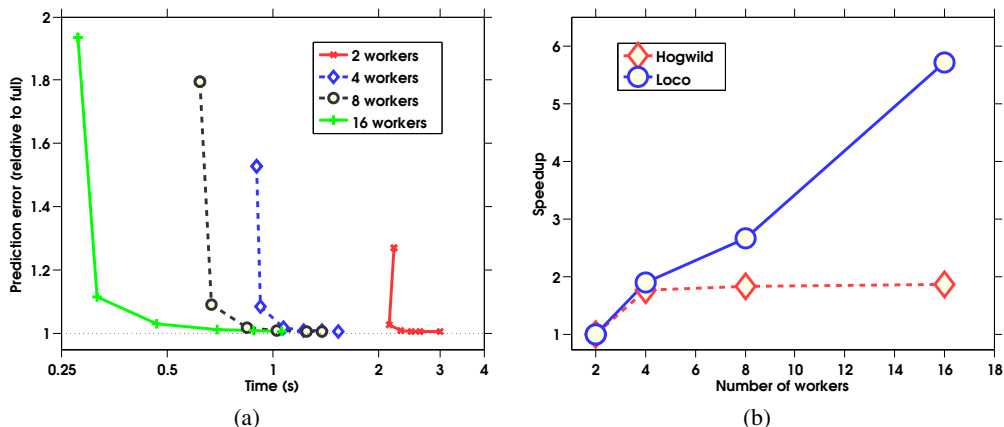 Prediction error (relative to full)
2
1.8
1.6
1.4
1.2
1
0.25 0.5 1 2 3 4
Time (s)
2 workers
4 workers
8 workers
16 workers
(a)
Speedup
6
5
4
3
2
1
2 4 6 8 10 12 14 16 18
Number of workers
Hogwild
Loco
(b)